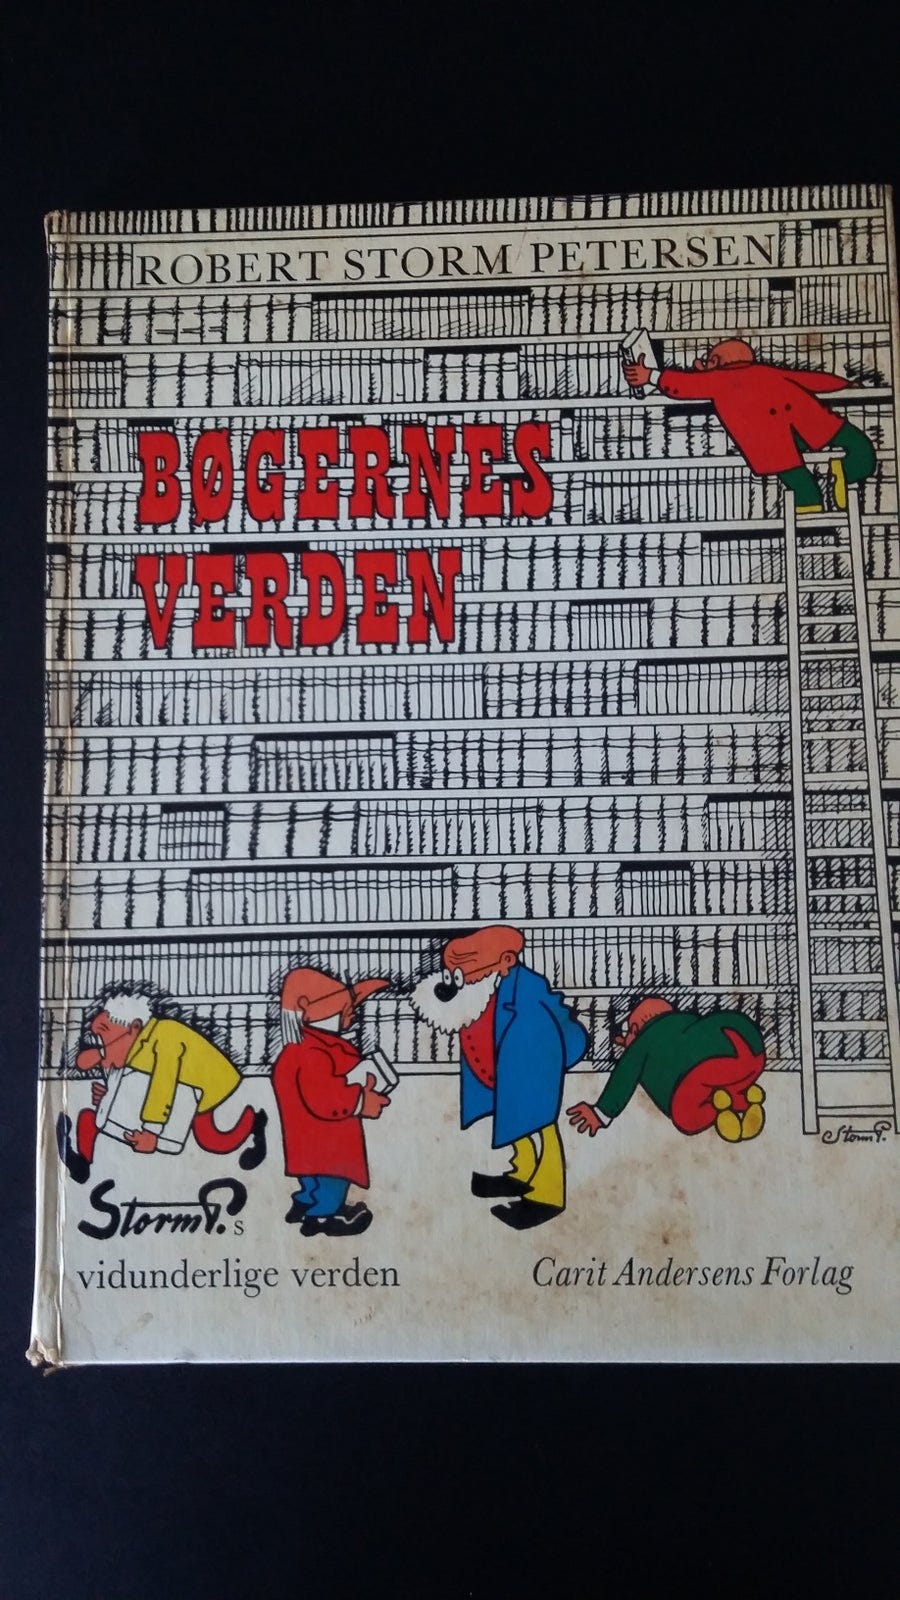 ROBERT STORM PETERSEN
BØGERNES
VERDEN
Storm P.
Storm P.s
vidunderlige verden
Carit Andersens Forlag